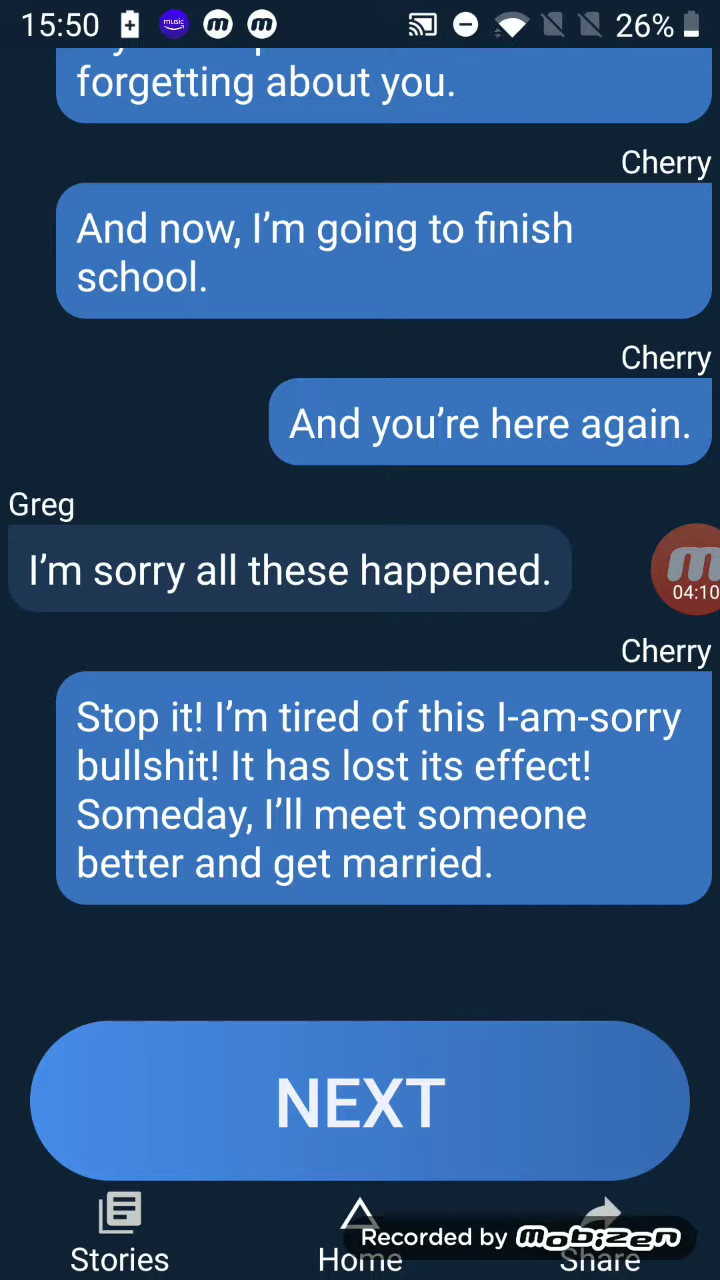 15:50
music
26%
forgetting about you.
Cherry
And now, I’m going to finish
school.
Cherry
And you’re here again.
Greg
I’m sorry all these happened.
04:10
Cherry
Stop it! I’m tired of this I-am-sorry
bullshit! It has lost its effect!
Someday, I’ll meet someone
better and get married.
NEXT
Stories
Home
Share
Recorded by mobizen